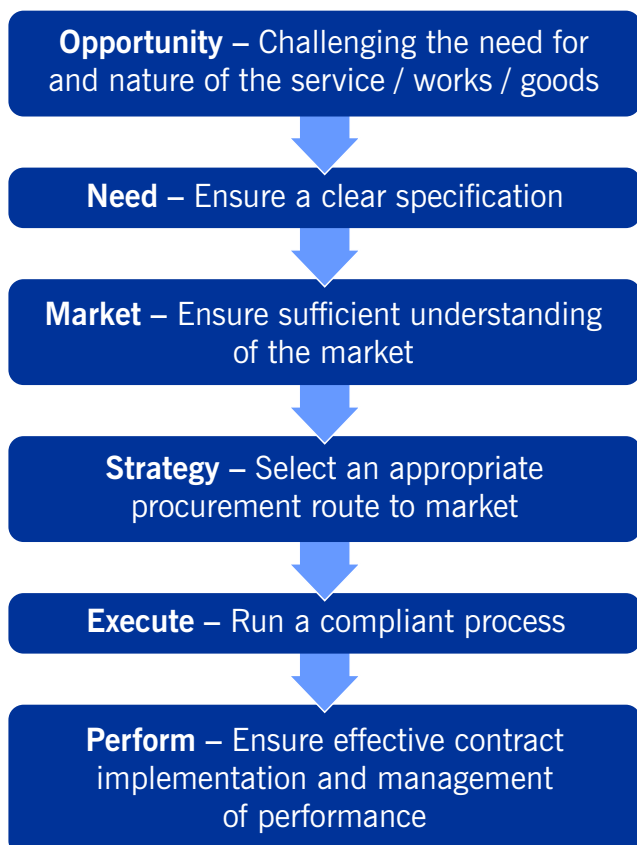 Opportunity – Challenging the need for
and nature of the service / works / goods
Need – Ensure a clear specification
Market – Ensure sufficient understanding
of the market
Strategy – Select an appropriate
procurement route to market
Execute – Run a compliant process
Perform – Ensure effective contract
implementation and management
of performance